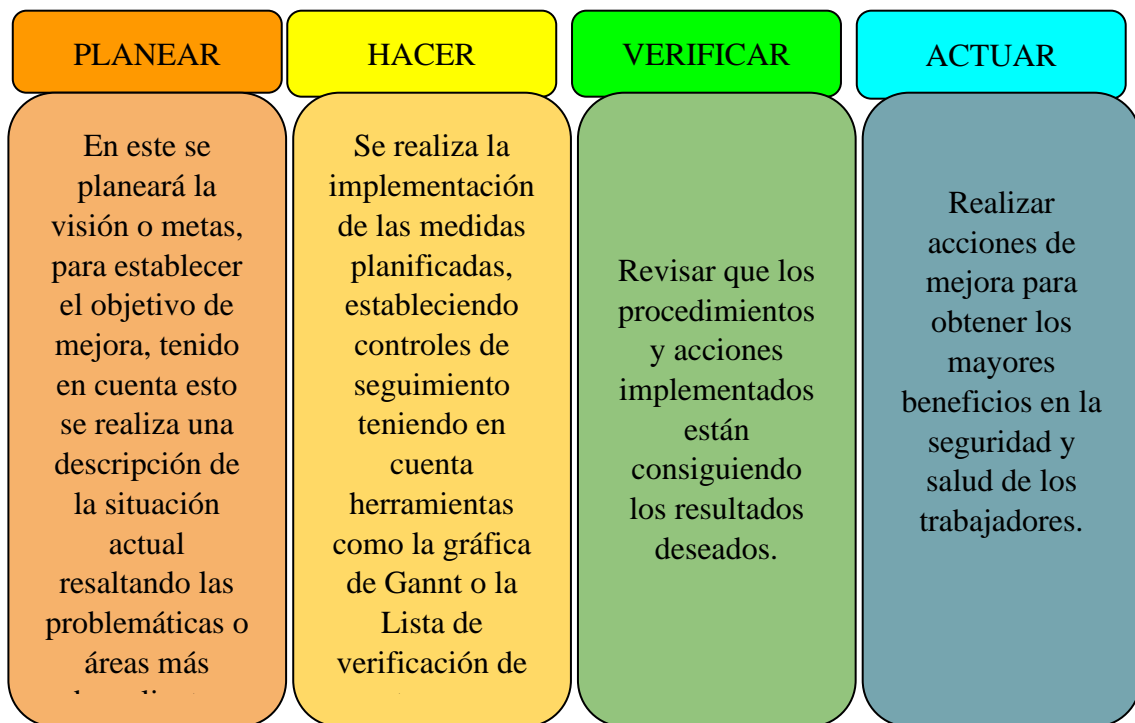 PLANEAR
En este se
planeará la
visión o metas,
para establecer
el objetivo de
mejora, tenido
en cuenta esto
se realiza una
descripción de
la situación
actual
resaltando las
problemáticas o
áreas más
HACER
Se realiza la
implementación
de las medidas
planificadas,
estableciendo
controles de
seguimiento
teniendo en
cuenta
herramientas
como la gráfica
de Gannt o la
Lista de
verificación de
VERIFICAR
Revisar que los
procedimientos
y acciones
implementados
están
consiguiendo
los resultados
deseados.
ACTUAR
Realizar
acciones de
mejora para
obtener los
mayores
beneficios en la
seguridad y
salud de los
trabajadores.